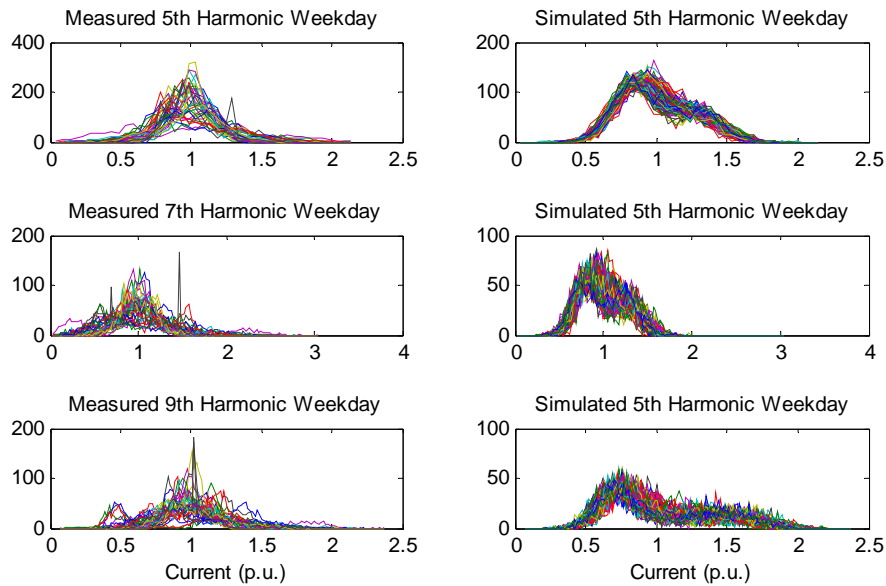 Measured 5th Harmonic Weekday
Simulated 5th Harmonic Weekday
400
200
0
0 0.5 1 1.5 2 2.5
200
100
0
0 0.5 1 1.5 2 2.5
Measured 7th Harmonic Weekday
Simulated 5th Harmonic Weekday
200
100
0
0 1 2 3 4
100
50
0
0 1 2 3 4
Measured 9th Harmonic Weekday
Simulated 5th Harmonic Weekday
200
100
0
0 0.5 1 1.5 2 2.5
Current (p.u.)
100
50
0
0 0.5 1 1.5 2 2.5
Current (p.u.)